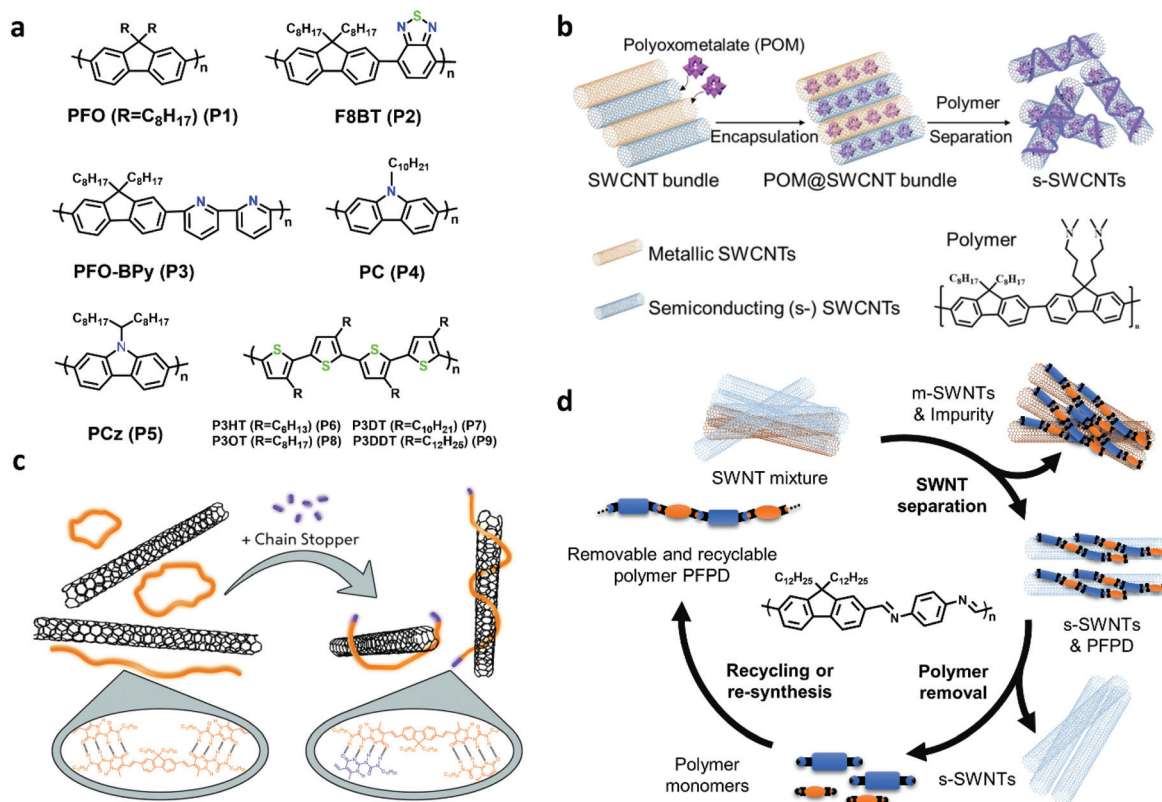 a
R R
n
PFO (R=C8H17) (P1)
C8H17 C8H17
N S N
n
F8BT (P2)
C8H17 C8H17
N N
n
PFO-BPy (P3)
C10H21
N
n
PC (P4)
C8H17 C8H17
N
n
PCz (P5)
R R
S S S S
R R
n
P3HT (R=C6H13) (P6) P3DT (R=C10H21) (P7)
P3OT (R=C8H17) (P8) P3DDT (R=C12H25) (P9)
b
Polyoxometalate (POM)
Encapsulation
Polymer
Separation
SWCNT bundle
POM@SWCNT bundle
s-SWCNTs
Metallic SWCNTs
Semiconducting (s-) SWCNTs
Polymer
N N
C8H17 C8H17
n
c
+ Chain Stopper
d
SWNT mixture
m-SWNTs
& Impurity
SWNT
separation
Removable and recyclable
polymer PFPD
C12H25 C12H25
N
N
n
s-SWNTs
& PFPD
Recycling or
re-synthesis
Polymer
removal
Polymer
monomers
s-SWNTs